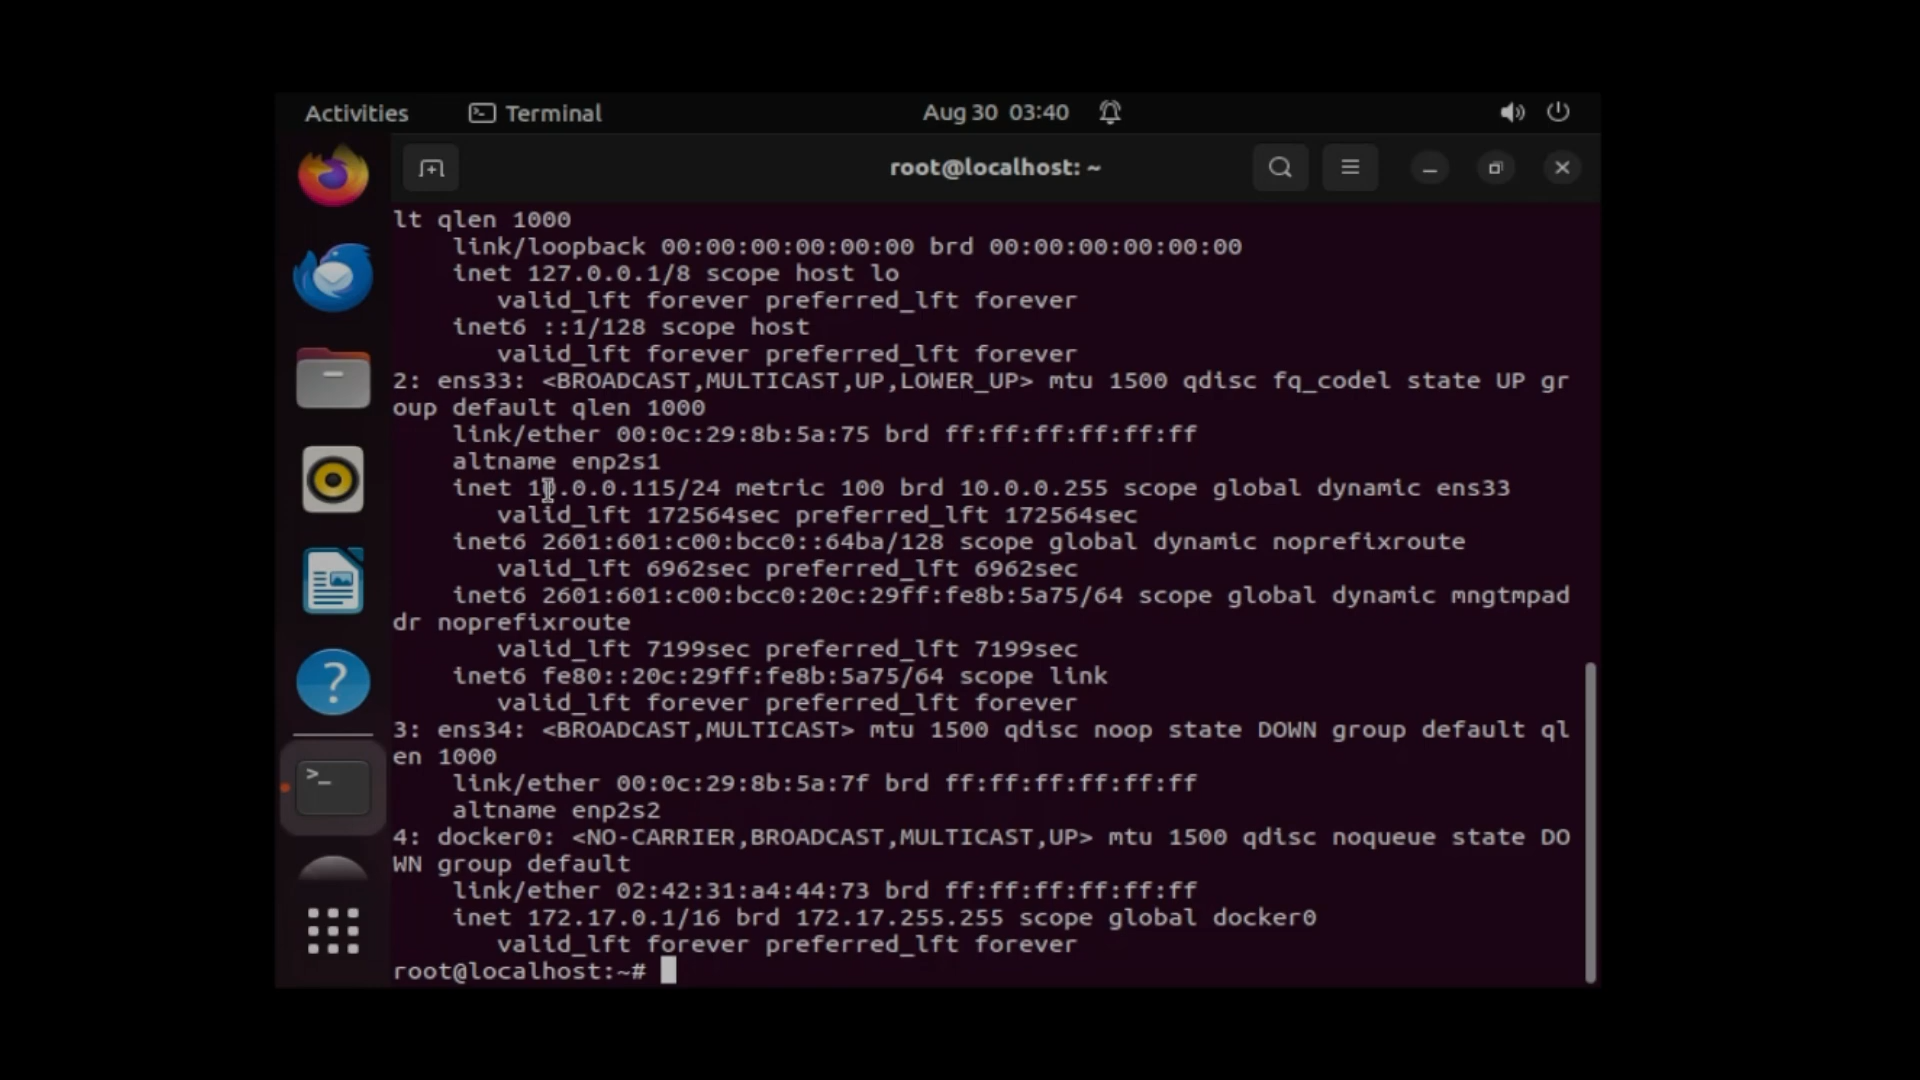 Activities Terminal Aug 30 03:40
root@localhost: ~
lt qlen 1000
link/loopback 00:00:00:00:00:00 brd 00:00:00:00:00:00
inet 127.0.0.1/8 scope host lo
valid_lft forever preferred_lft forever
inet6 ::1/128 scope host
valid_lft forever preferred_lft forever
2: ens33: <BROADCAST,MULTICAST,UP,LOWER_UP> mtu 1500 qdisc fq_codel state UP gr
oup default qlen 1000
link/ether 00:0c:29:8b:5a:75 brd ff:ff:ff:ff:ff:ff
altname enp2s1
inet 10.0.0.115/24 metric 100 brd 10.0.0.255 scope global dynamic ens33
valid_lft 172564sec preferred_lft 172564sec
inet6 2601:601:c00:bcc0::64ba/128 scope global dynamic noprefixroute
valid_lft 6962sec preferred_lft 6962sec
inet6 2601:601:c00:bcc0:20c:29ff:fe8b:5a75/64 scope global dynamic mngtmpad
dr noprefixroute
valid_lft 7199sec preferred_lft 7199sec
inet6 fe80::20c:29ff:fe8b:5a75/64 scope link
valid_lft forever preferred_lft forever
3: ens34: <BROADCAST,MULTICAST> mtu 1500 qdisc noop state DOWN group default ql
en 1000
link/ether 00:0c:29:8b:5a:7f brd ff:ff:ff:ff:ff:ff
altname enp2s2
4: docker0: <NO-CARRIER,BROADCAST,MULTICAST,UP> mtu 1500 qdisc noqueue state DO
WN group default
link/ether 02:42:31:a4:44:73 brd ff:ff:ff:ff:ff:ff
inet 172.17.0.1/16 brd 172.17.255.255 scope global docker0
valid_lft forever preferred_lft forever
root@localhost:~#